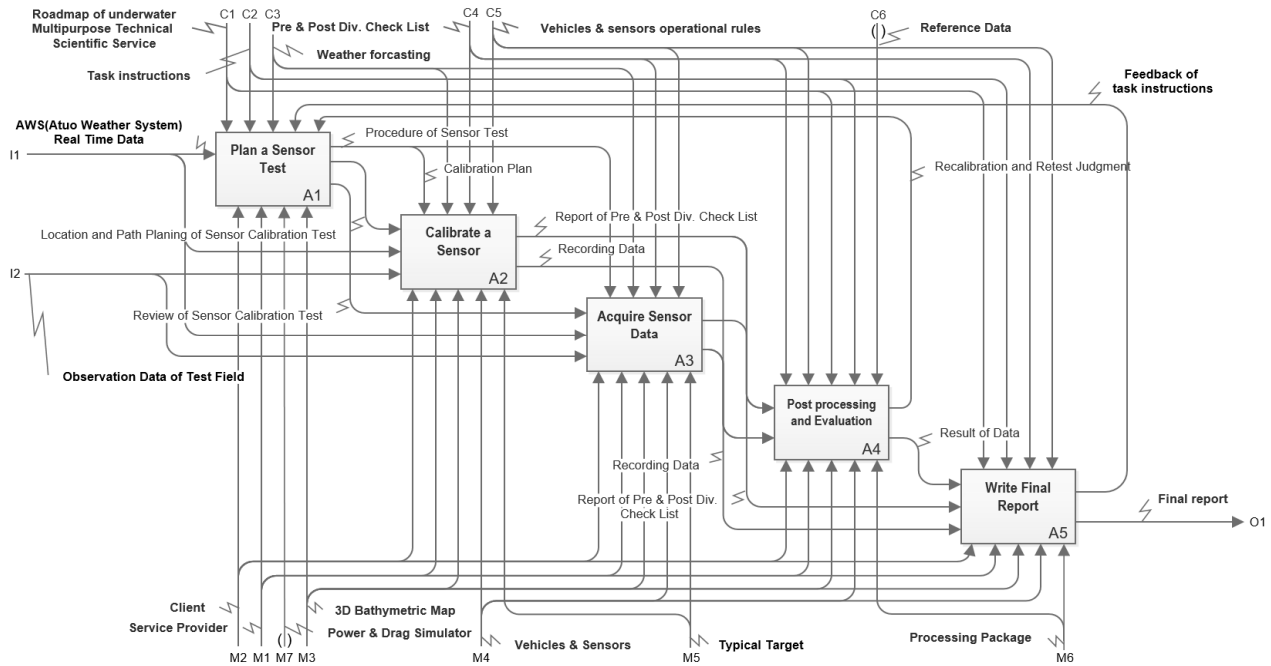 Roadmap of underwater
Multipurpose Technical
Scientific Service
C1
C2
C3
Pre & Post Div. Check List
C4
C5
Vehicles & sensors operational rules
C6
( )
Reference Data
Weather forcasting
Task instructions
Feedback of
task instructions
AWS(Atuo Weather System)
Real Time Data
I1
Plan a Sensor
Test
A1
Procedure of Sensor Test
Calibration Plan
Recalibration and Retest Judgment
Location and Path Planing of Sensor Calibration Test
Calibrate a
Sensor
A2
Report of Pre & Post Div. Check List
Recording Data
I2
Review of Sensor Calibration Test
Acquire Sensor
Data
A3
Observation Data of Test Field
Post processing
and Evaluation
A4
Result of Data
Recording Data
Report of Pre & Post Div.
Check List
Write Final
Report
A5
Final report
O1
Client
Service Provider
3D Bathymetric Map
( )
Power & Drag Simulator
Vehicles & Sensors
Typical Target
Processing Package
M2
M1
M7
M3
M4
M5
M6